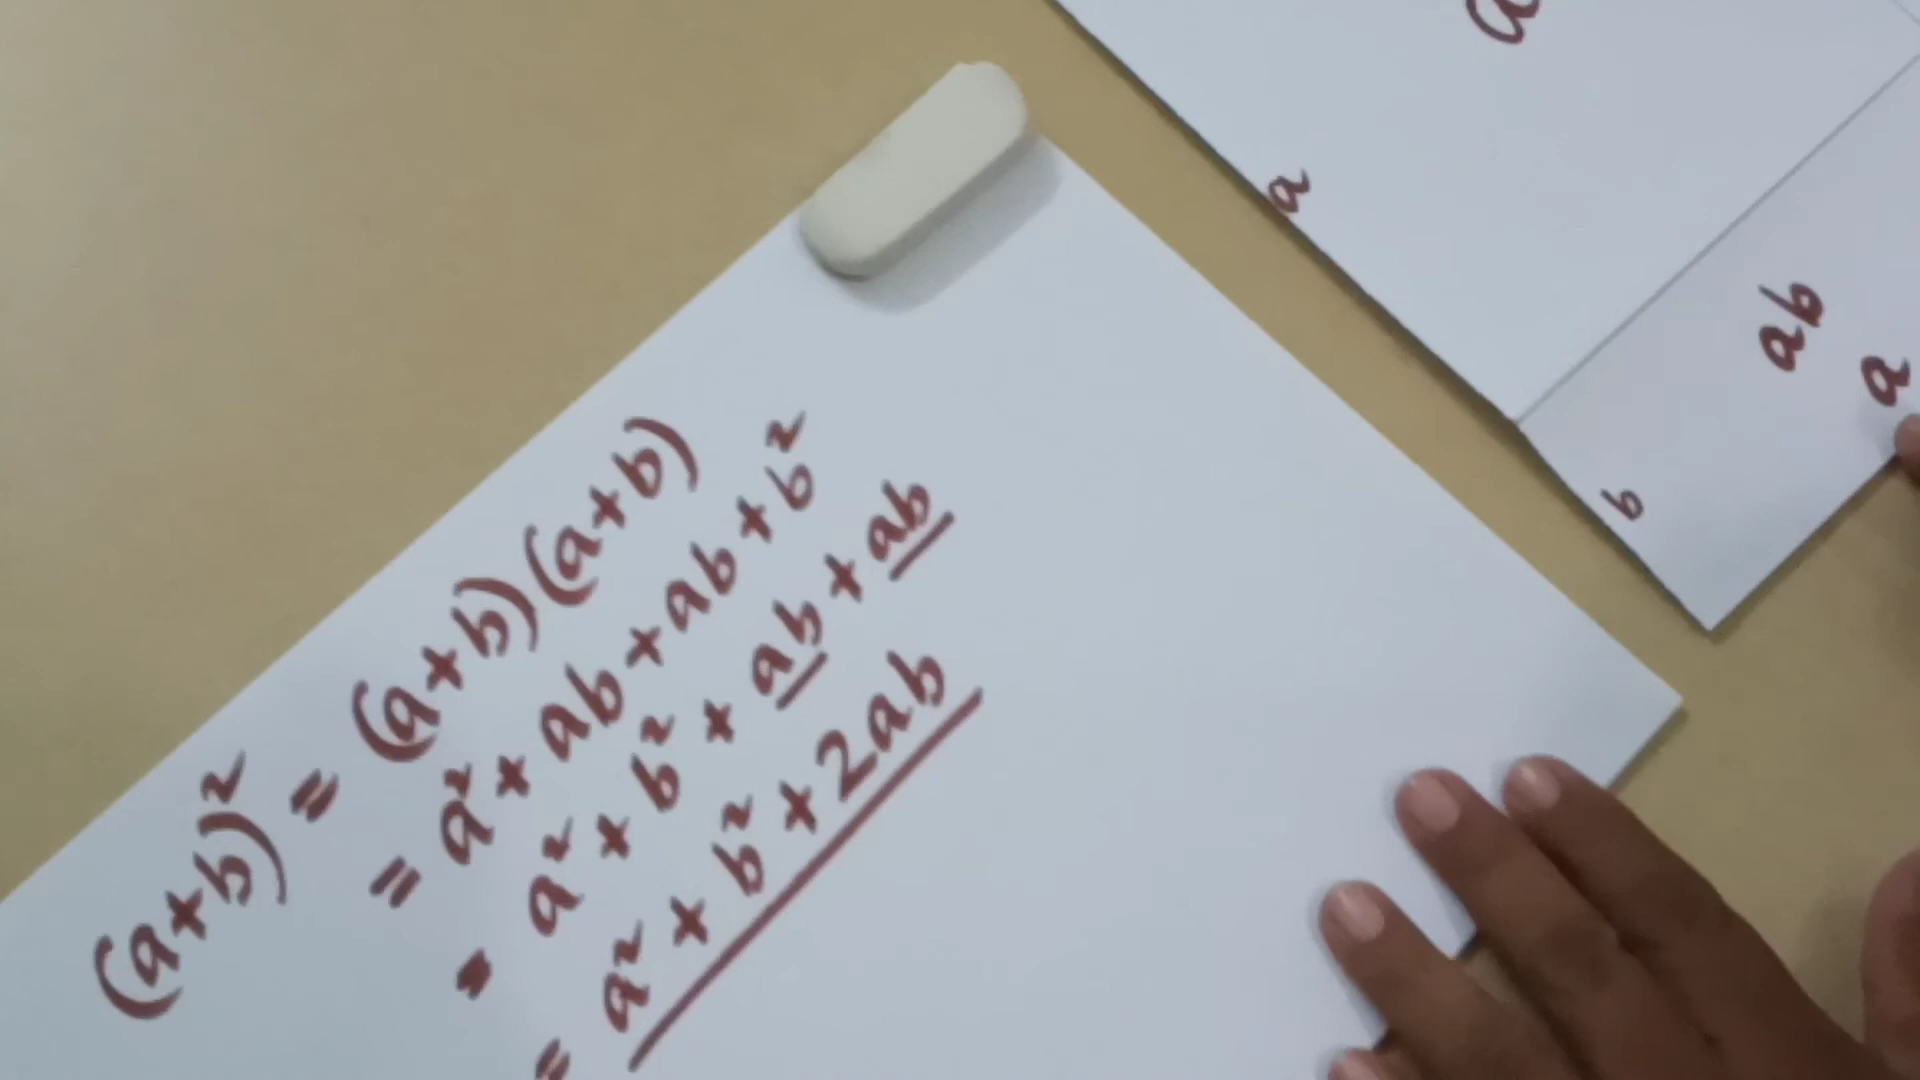 (a+b)² = (a+b)(a+b)
= a² + ab + ab + b²
= a² + b² + ab + ab
= a² + b² + 2ab
a
ab
a
b